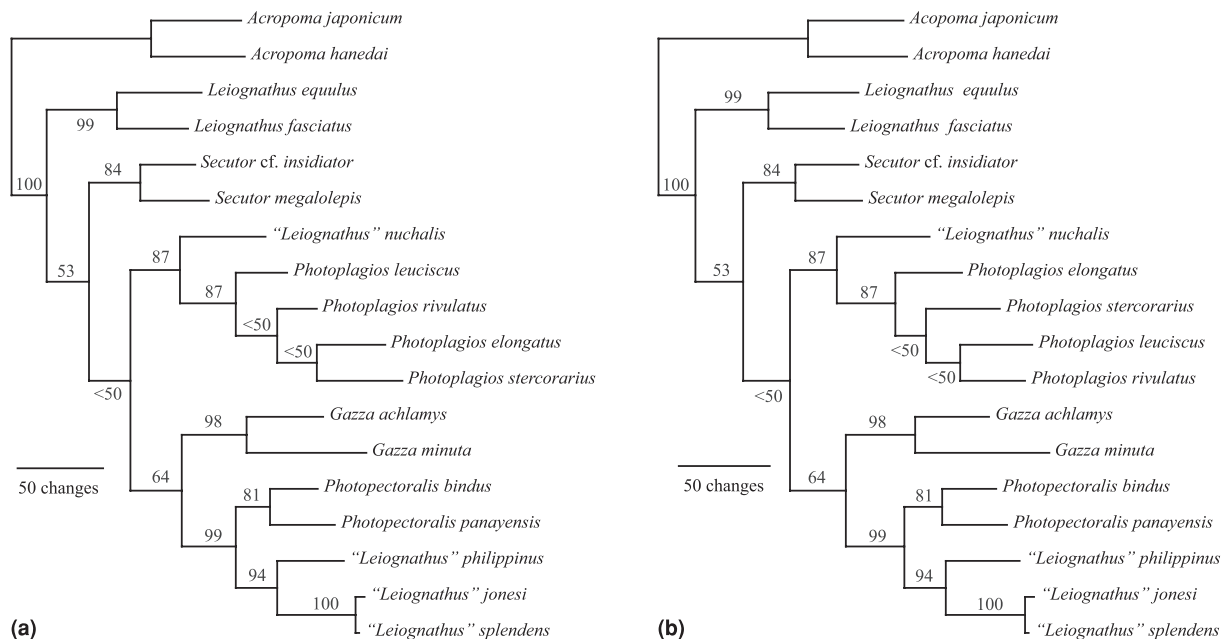 Acropoma japonicum
Acropoma hanedai
Leiognathus equulus
99
Leiognathus fasciatus
Secutor cf. insidiator
84
100
Secutor megalolepis
“Leiognathus” nuchalis
87
53
Photoplagios leuciscus
87
Photoplagios rivulatus
<50
Photoplagios elongatus
<50
Photoplagios stercorarius
<50
Gazza achlamys
98
Gazza minuta
64
50 changes
Photopectoralis bindus
81
Photopectoralis panayensis
99
“Leiognathus” philippinus
94
“Leiognathus” jonesi
100
“Leiognathus” splendens
(a)
Acopoma japonicum
Acropoma hanedai
Leiognathus equulus
99
Leiognathus fasciatus
Secutor cf. insidiator
84
100
Secutor megalolepis
“Leiognathus” nuchalis
87
53
Photoplagios elongatus
87
Photoplagios stercorarius
<50
Photoplagios leuciscus
<50
Photoplagios rivulatus
<50
Gazza achlamys
98
Gazza minuta
64
50 changes
Photopectoralis bindus
81
Photopectoralis panayensis
99
“Leiognathus” philippinus
94
“Leiognathus” jonesi
100
“Leiognathus” splendens
(b)